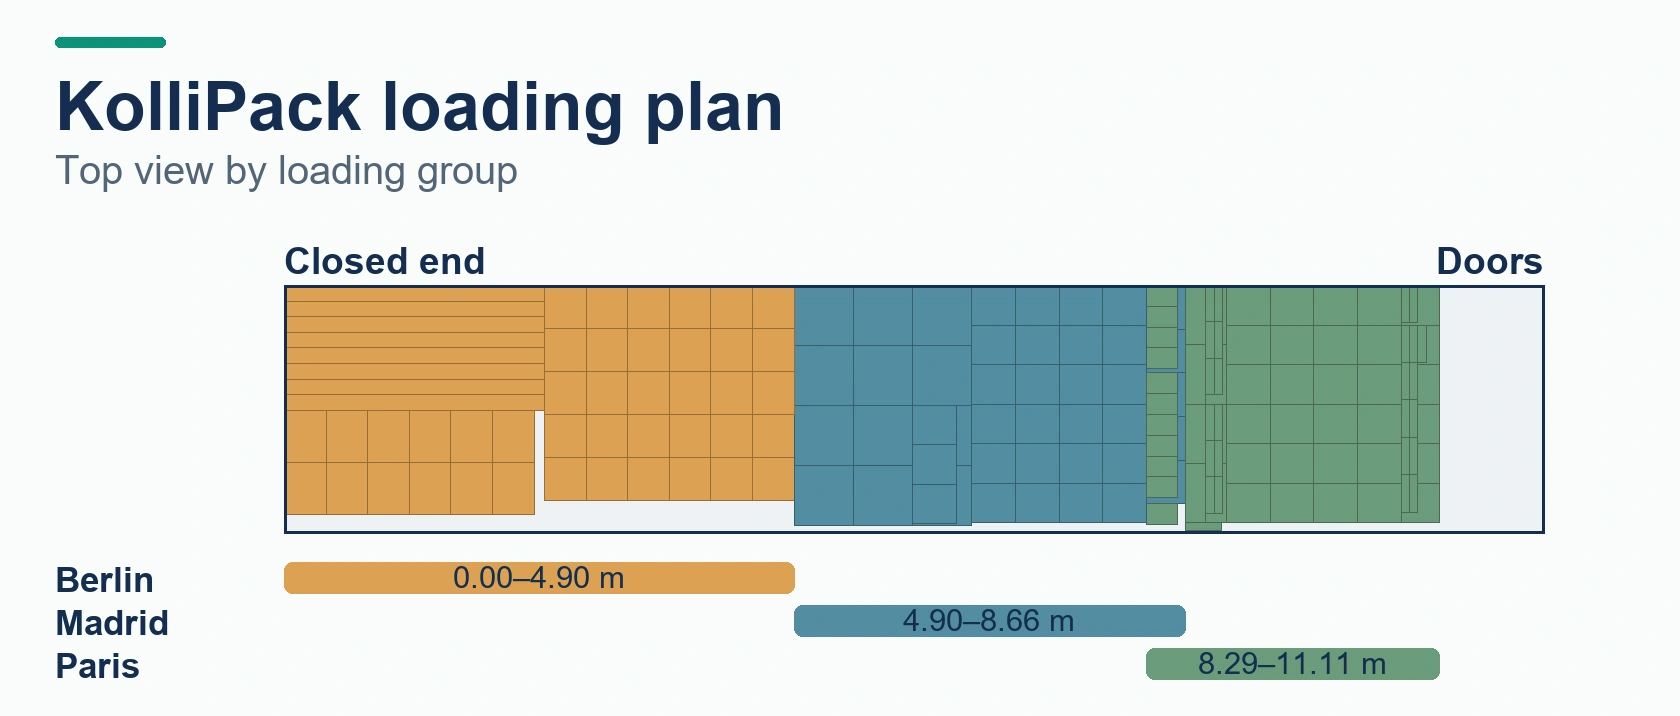 KolliPack loading plan
Top view by loading group
Closed end
Doors
Berlin
0.00–4.90 m
Madrid
4.90–8.66 m
Paris
8.29–11.11 m